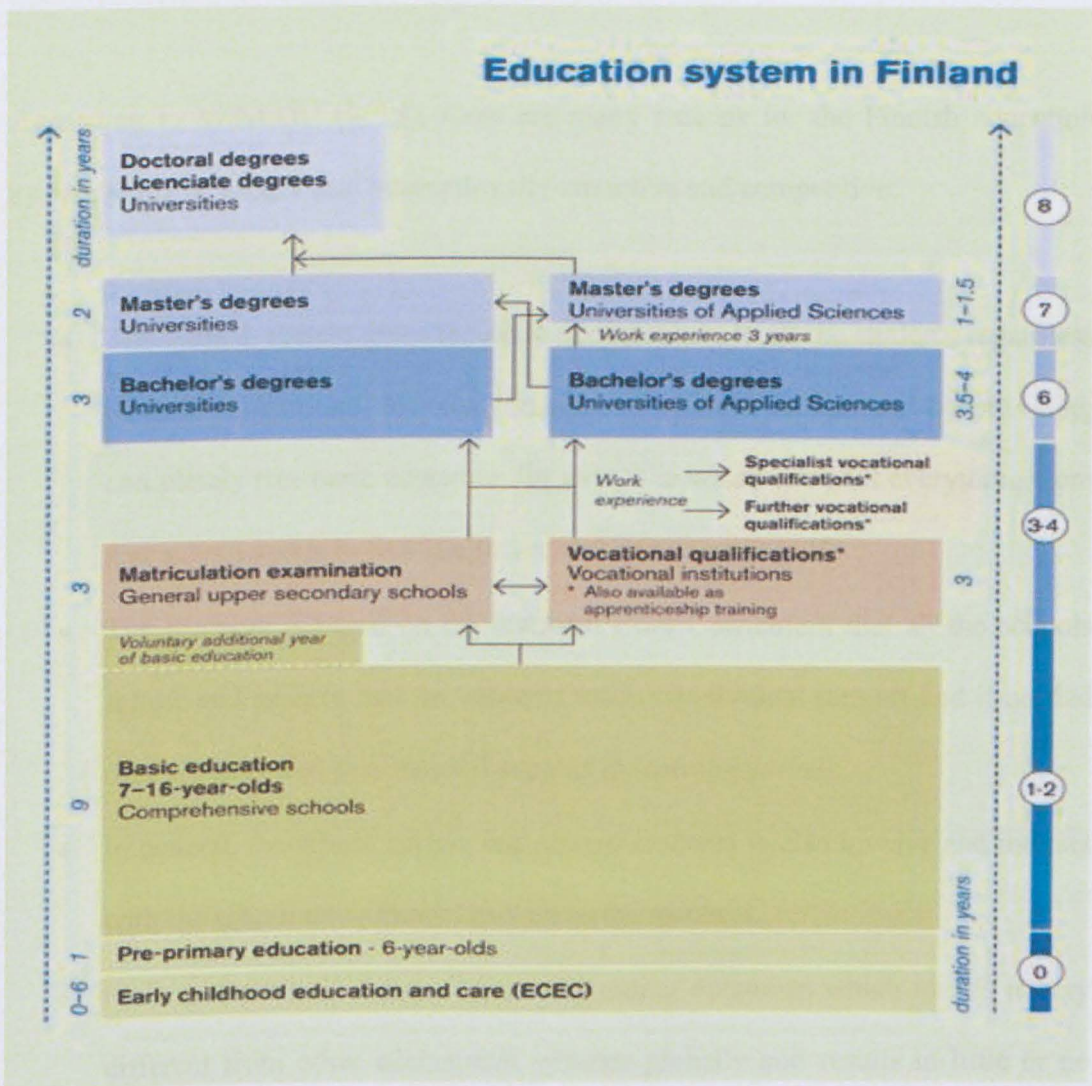 Education system in Finland
duration in years
Doctoral degrees
Licenciate degrees
Universities
8
2
Master's degrees
Universities
Master's degrees
Universities of Applied Sciences
1–1.5
7
Work experience 3 years
3
Bachelor's degrees
Universities
Bachelor's degrees
Universities of Applied Sciences
3.5–4
6
Work
experience
Specialist vocational
qualifications*
Further vocational
qualifications*
3-4
3
Matriculation examination
General upper secondary schools
Vocational qualifications*
Vocational institutions
* Also available as
apprenticeship training
3
Voluntary additional year
of basic education
9
Basic education
7–16-year-olds
Comprehensive schools
1-2
1
Pre-primary education - 6-year-olds
0–6
Early childhood education and care (ECEC)
duration in years
0